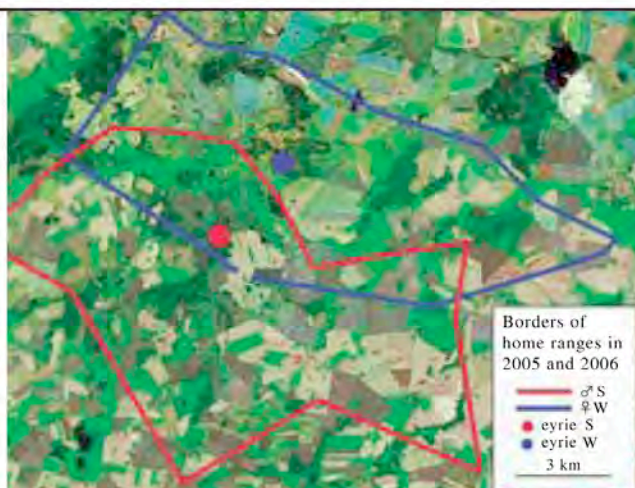 Borders of
home ranges in
2005 and 2006
♂ S
♀ W
eyrie S
eyrie W
3 km